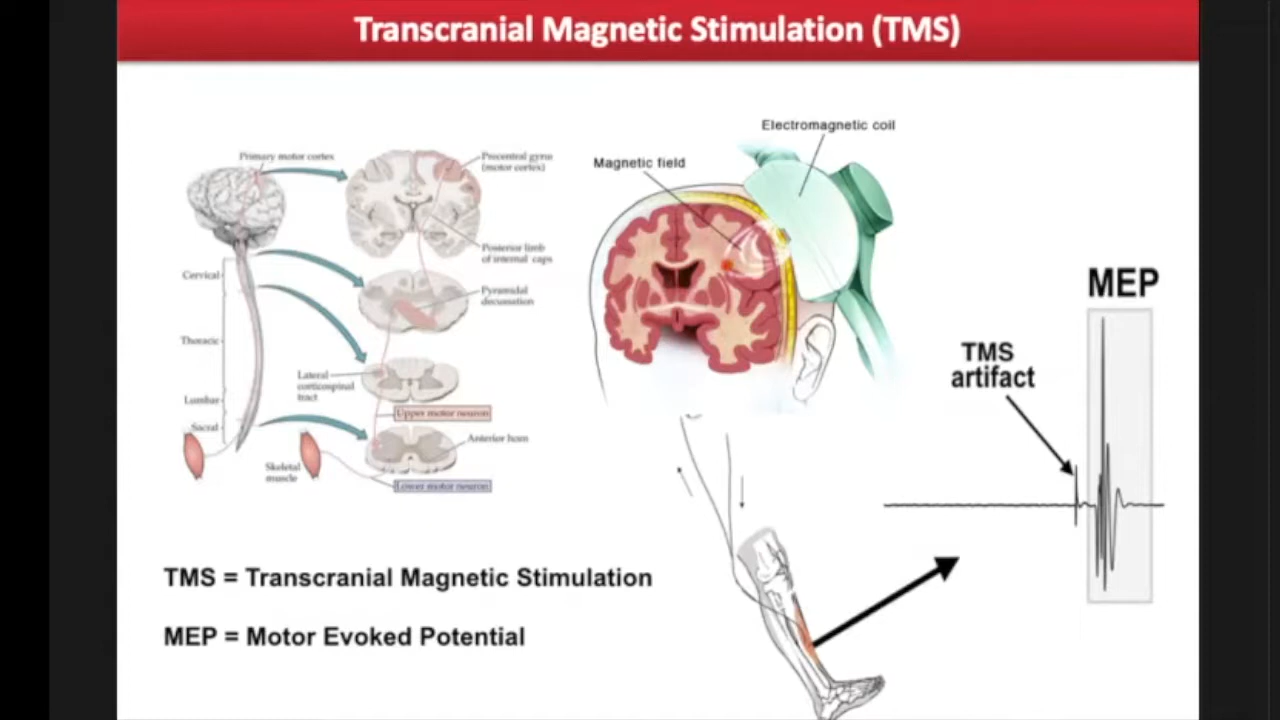 Transcranial Magnetic Stimulation (TMS)
Primary motor cortex
Precentral gyrus
(motor cortex)
Posterior limb
of internal caps
Cervical
Pyramidal
decussation
Thoracic
Lateral
corticospinal
tract
Lumbar
Upper motor neuron
Sacral
Anterior horn
Skeletal
muscle
Lower motor neuron
Electromagnetic coil
Magnetic field
MEP
TMS
artifact
TMS = Transcranial Magnetic Stimulation
MEP = Motor Evoked Potential